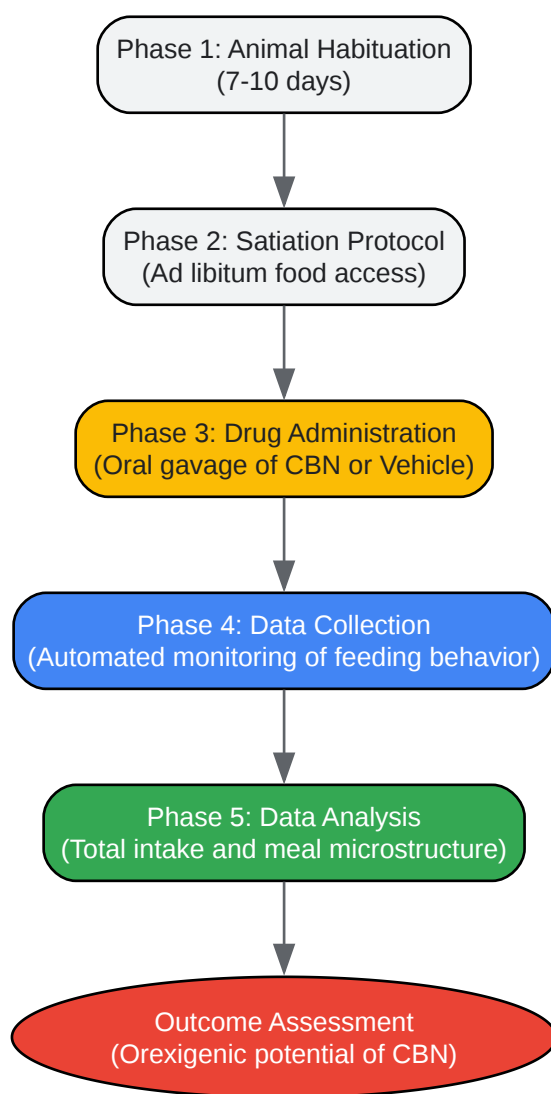 Phase 1: Animal Habituation
(7-10 days)
Phase 2: Satiation Protocol
(Ad libitum food access)
Phase 3: Drug Administration
(Oral gavage of CBN or Vehicle)
Phase 4: Data Collection
(Automated monitoring of feeding behavior)
Phase 5: Data Analysis
(Total intake and meal microstructure)
Outcome Assessment
(Orexigenic potential of CBN)